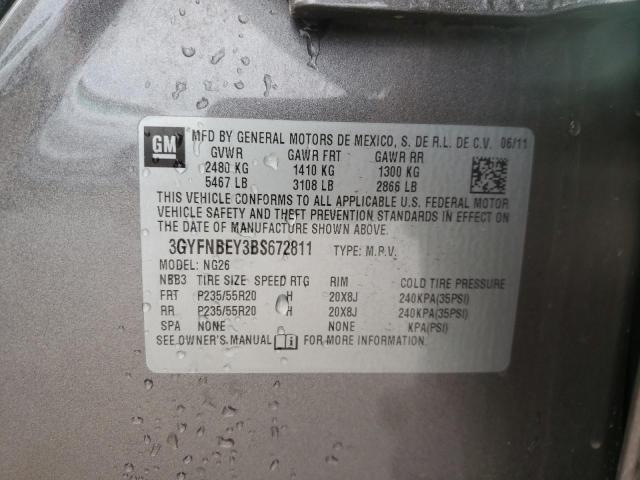 GM MFD BY GENERAL MOTORS DE MEXICO, S. DE R.L. DE C.V. 06/11
GVWR GAWR FRT GAWR RR
2480 KG 1410 KG 1300 KG
5467 LB 3108 LB 2866 LB
THIS VEHICLE CONFORMS TO ALL APPLICABLE U.S. FEDERAL MOTOR
VEHICLE SAFETY AND THEFT PREVENTION STANDARDS IN EFFECT ON
THE DATE OF MANUFACTURE SHOWN ABOVE.
3GYFNBEY3BS672811 TYPE: M.P.V.
MODEL: NG26
NBB3 TIRE SIZE SPEED RTG RIM COLD TIRE PRESSURE
FRT P235/55R20 H 20X8J 240KPA(35PSI)
RR P235/55R20 H 20X8J 240KPA(35PSI)
SPA NONE NONE KPA(PSI)
SEE OWNER'S MANUAL FOR MORE INFORMATION.